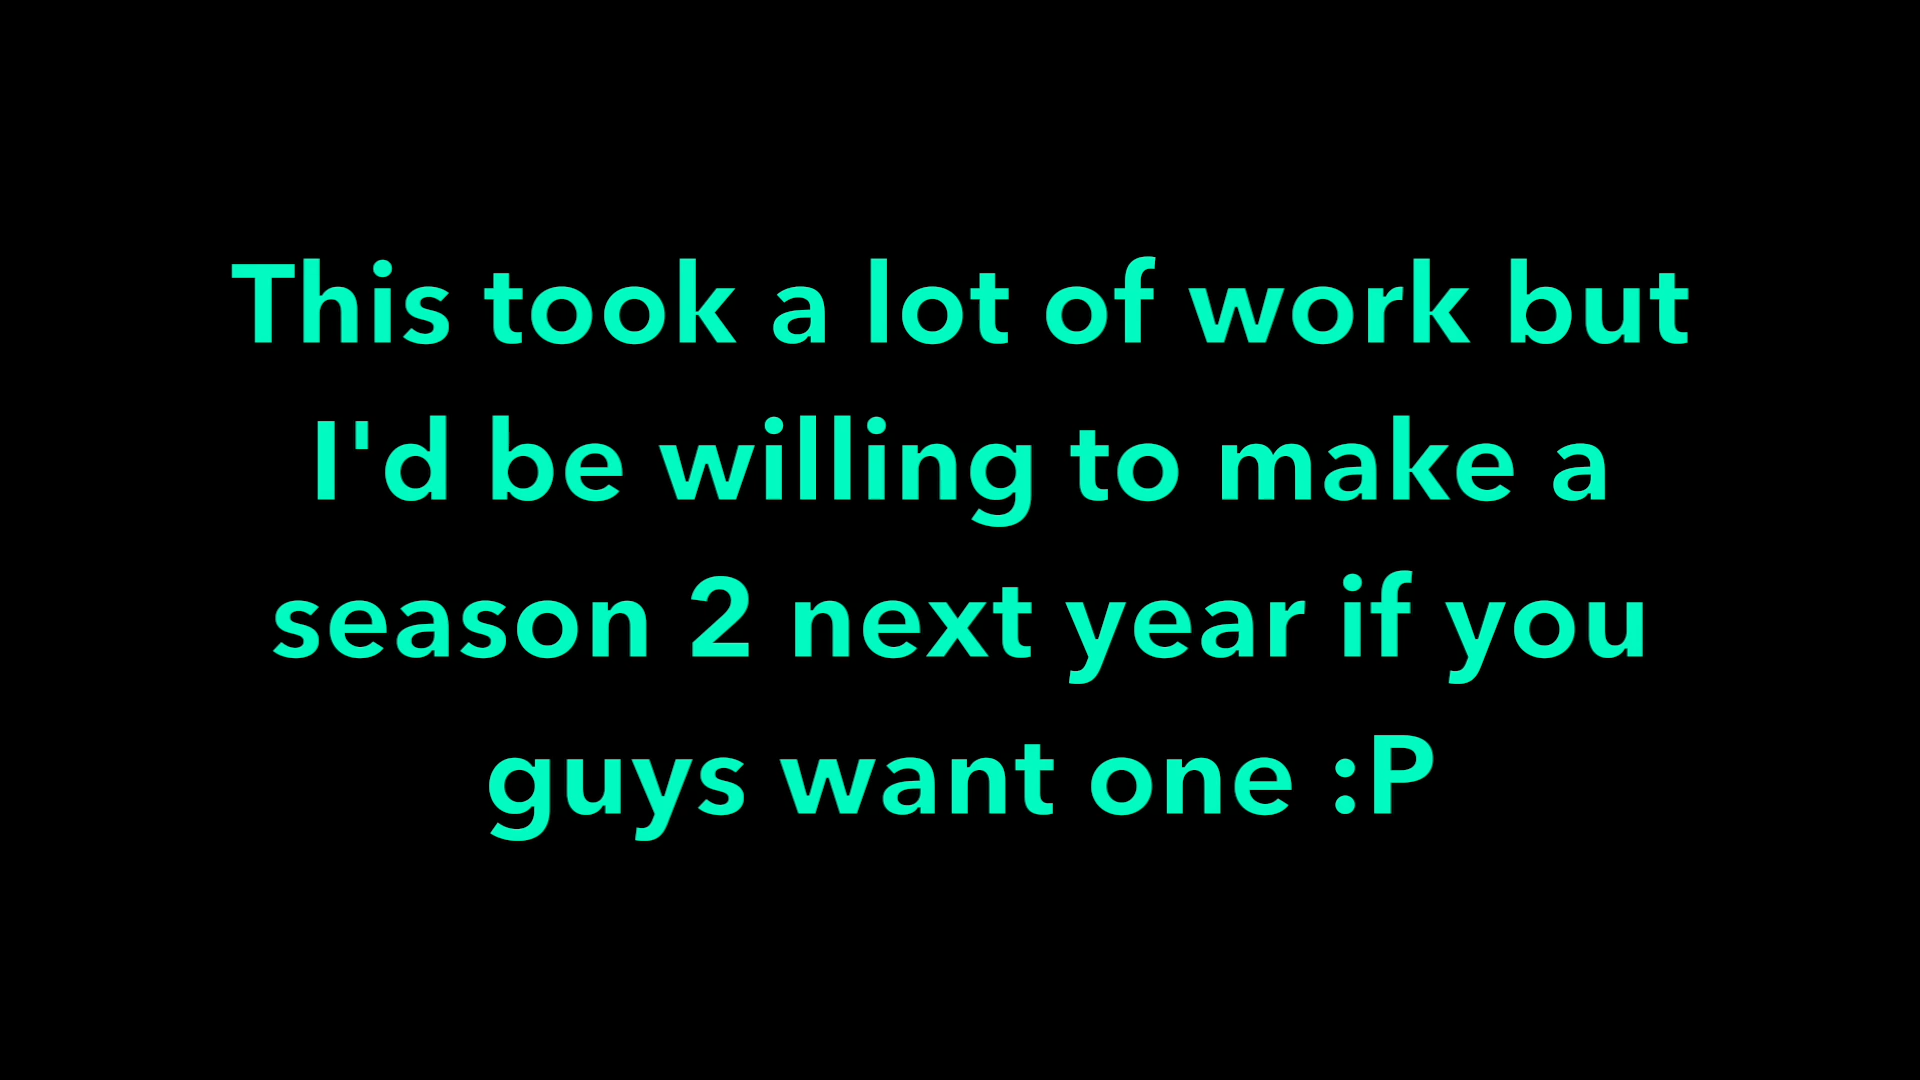 This took a lot of work but
I'd be willing to make a
season 2 next year if you
guys want one :P